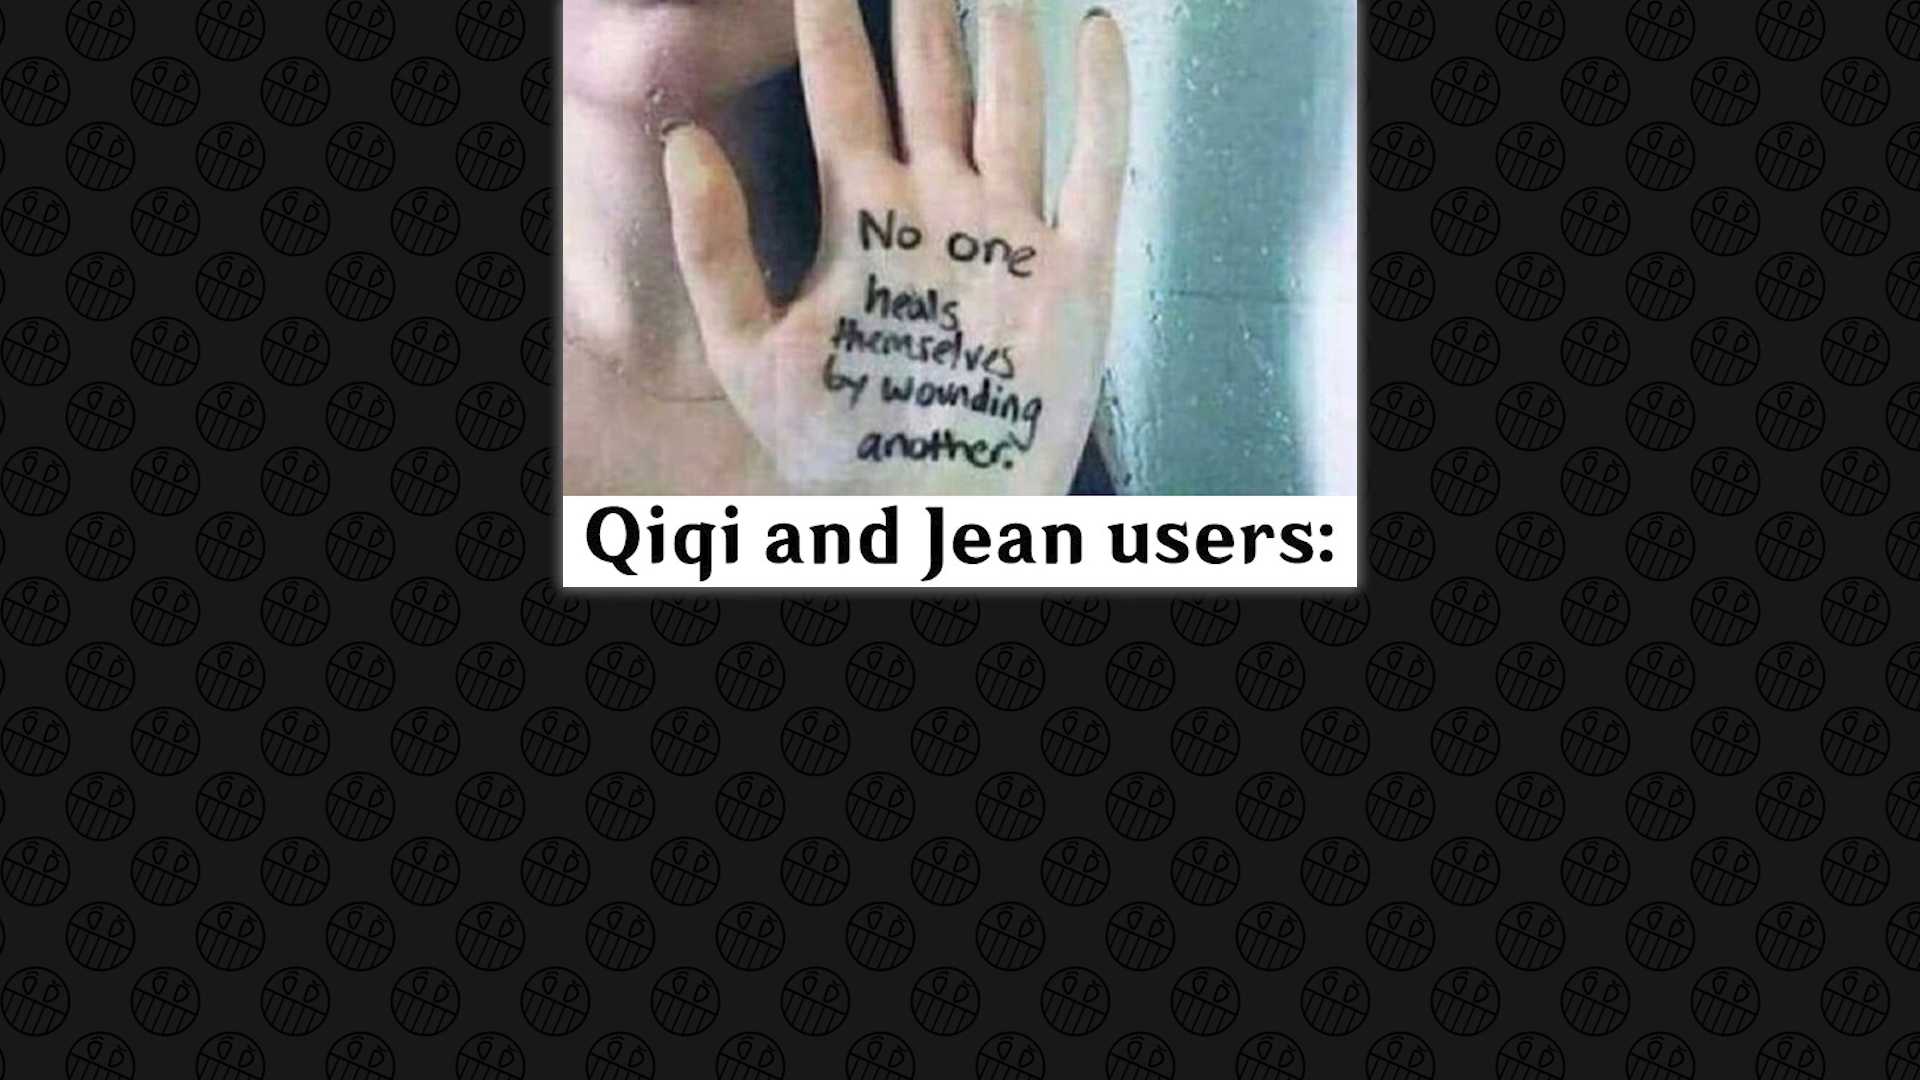 No one
heals
themselves
by wounding
another.
Qiqi and Jean users: